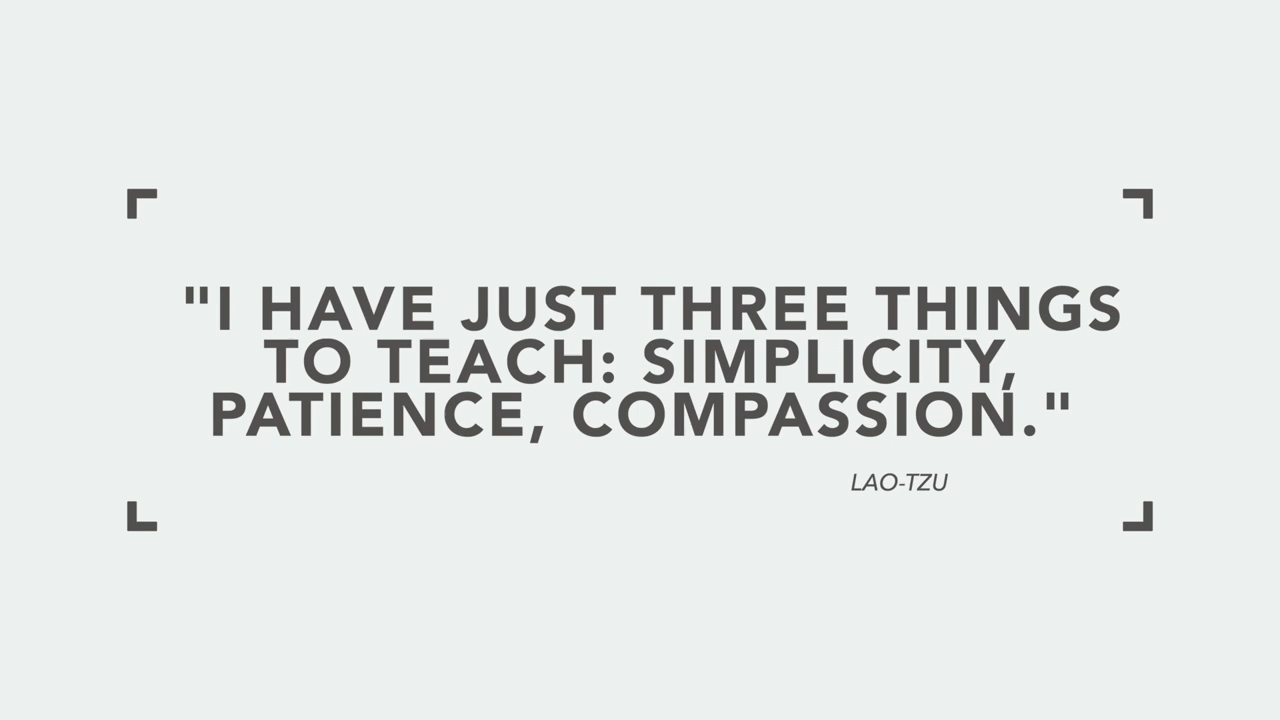 "I HAVE JUST THREE THINGS
TO TEACH: SIMPLICITY,
PATIENCE, COMPASSION."
LAO-TZU